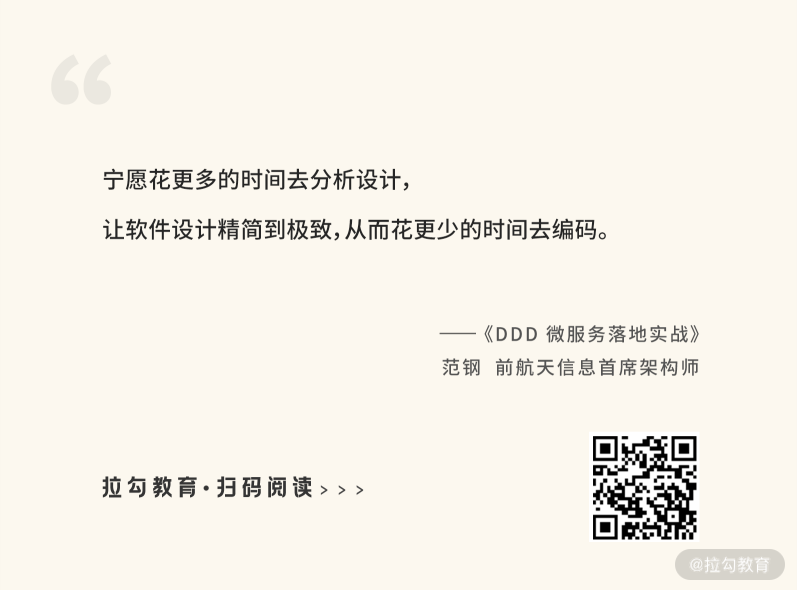 “
宁愿花更多的时间去分析设计，
让软件设计精简到极致，从而花更少的时间去编码。
——《DDD 微服务落地实战》
范钢 前航天信息首席架构师
拉勾教育·扫码阅读 > > >
@拉勾教育